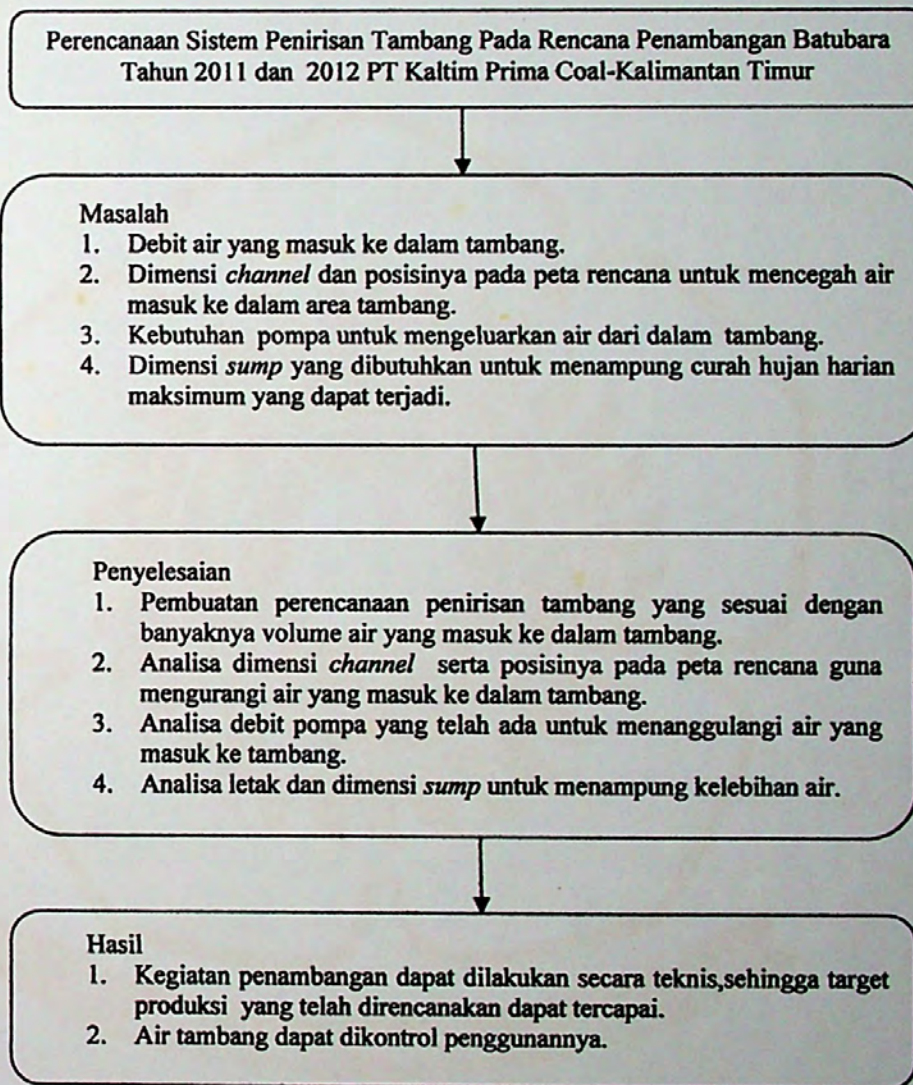 Perencanaan Sistem Penirisan Tambang Pada Rencana Penambangan Batubara
Tahun 2011 dan 2012 PT Kaltim Prima Coal-Kalimantan Timur
Masalah
1. Debit air yang masuk ke dalam tambang.
2. Dimensi channel dan posisinya pada peta rencana untuk mencegah air
masuk ke dalam area tambang.
3. Kebutuhan pompa untuk mengeluarkan air dari dalam tambang.
4. Dimensi sump yang dibutuhkan untuk menampung curah hujan harian
maksimum yang dapat terjadi.
Penyelesaian
1. Pembuatan perencanaan penirisan tambang yang sesuai dengan
banyaknya volume air yang masuk ke dalam tambang.
2. Analisa dimensi channel serta posisinya pada peta rencana guna
mengurangi air yang masuk ke dalam tambang.
3. Analisa debit pompa yang telah ada untuk menanggulangi air yang
masuk ke tambang.
4. Analisa letak dan dimensi sump untuk menampung kelebihan air.
Hasil
1. Kegiatan penambangan dapat dilakukan secara teknis,sehingga target
produksi yang telah direncanakan dapat tercapai.
2. Air tambang dapat dikontrol penggunannya.